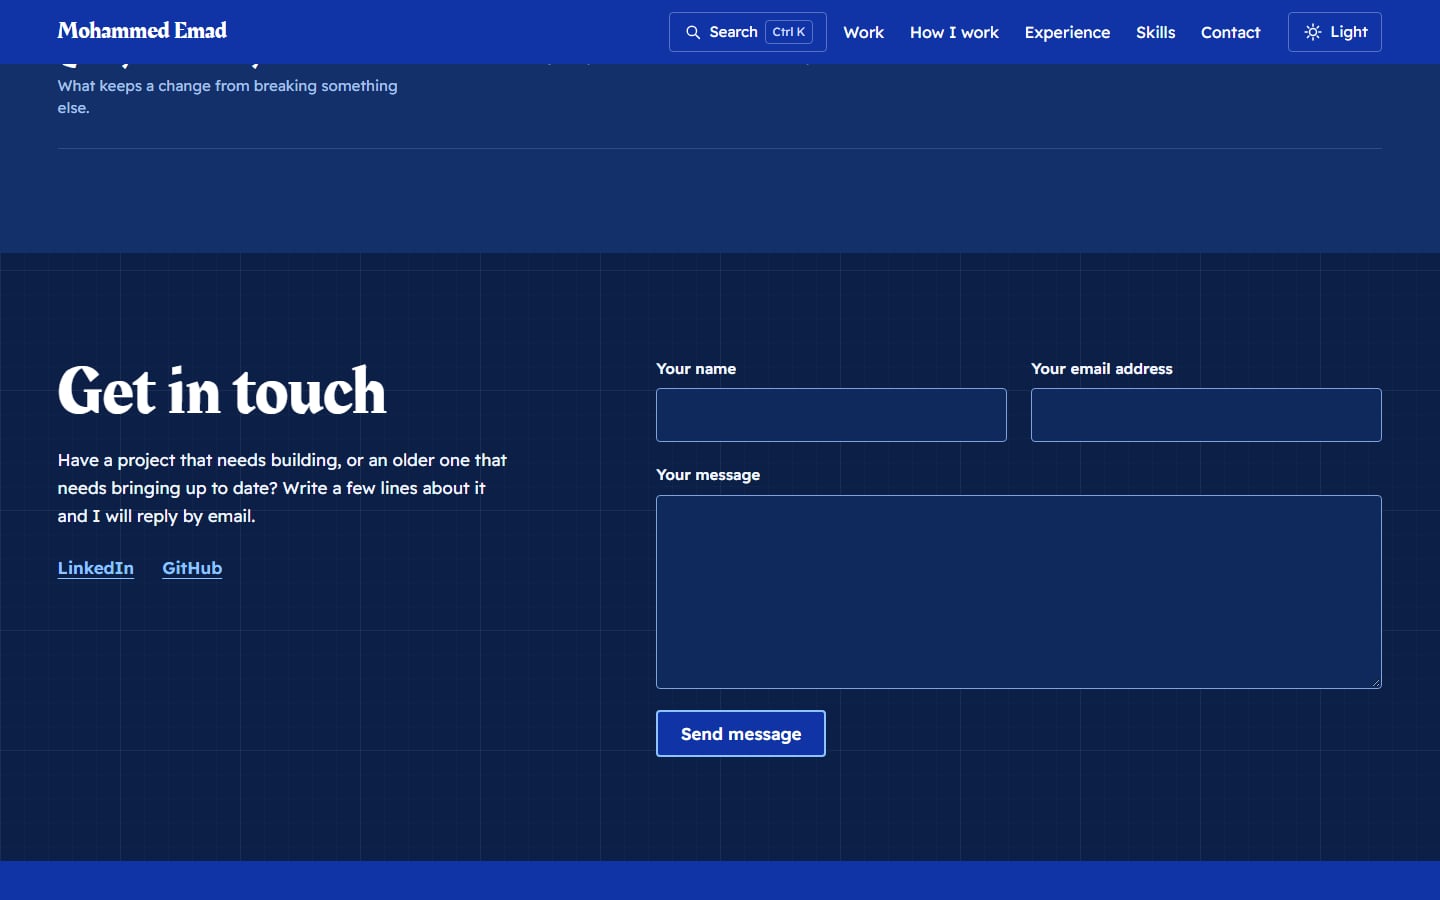 Mohammed Emad
Search Ctrl K Work How I work Experience Skills Contact Light
What keeps a change from breaking something
else.
Get in touch
Have a project that needs building, or an older one that
needs bringing up to date? Write a few lines about it
and I will reply by email.
LinkedIn GitHub
Your name
Your email address
Your message
Send message